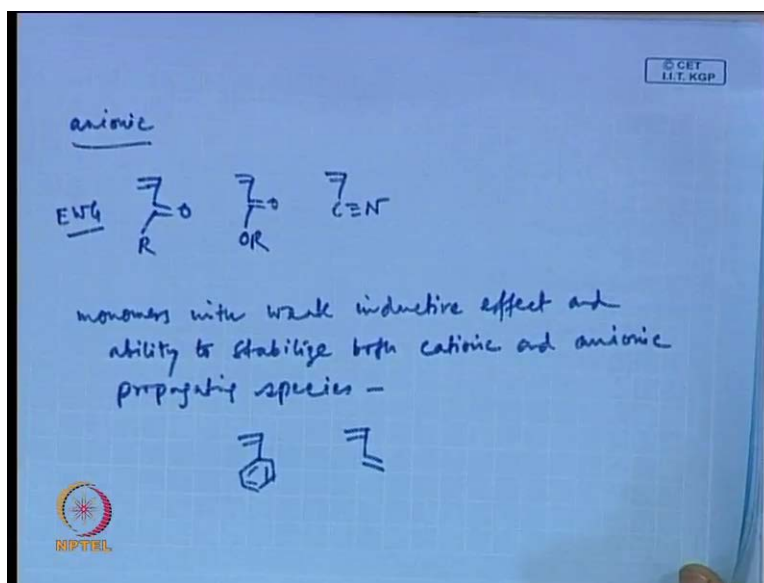 © CET
I.I.T. KGP
anionic
EWG
O O C≡N
R OR
monomers with weak inductive effect and
ability to stabilize both cationic and anionic
propagating species –
NPTEL